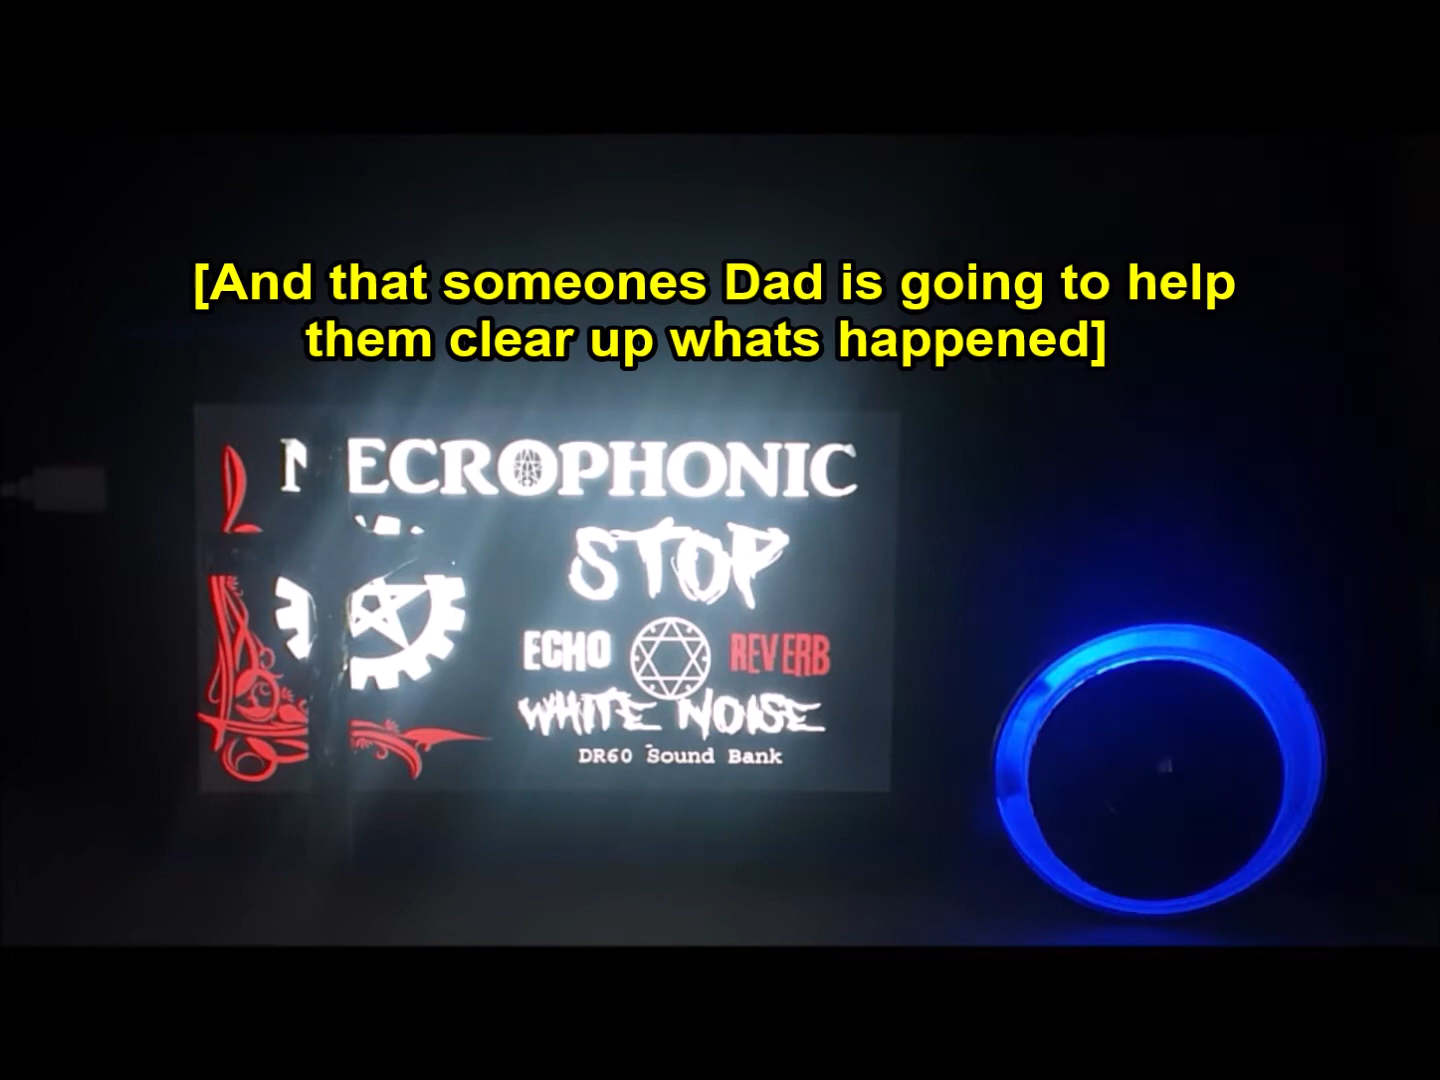 [And that someones Dad is going to help
them clear up whats happened]
NECROPHONIC
STOP
ECHO REVERB
WHITE NOISE
DR60 Sound Bank